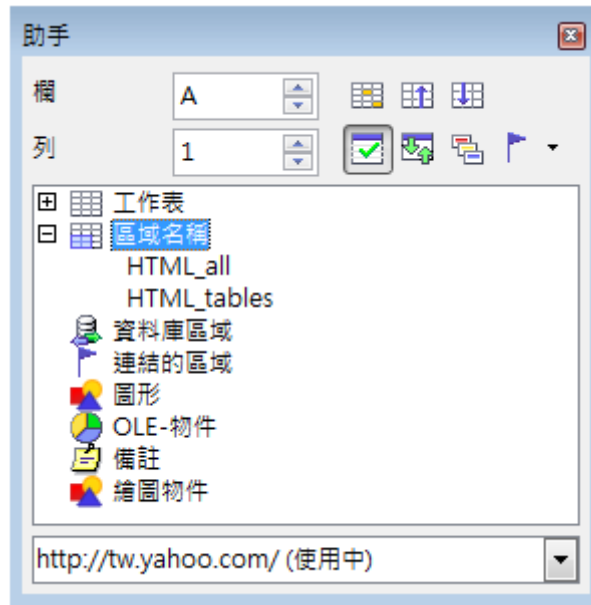 助手
欄 A
列 1
工作表
區域名稱
HTML_all
HTML_tables
資料庫區域
連結的區域
圖形
OLE-物件
備註
繪圖物件
http://tw.yahoo.com/ (使用中)